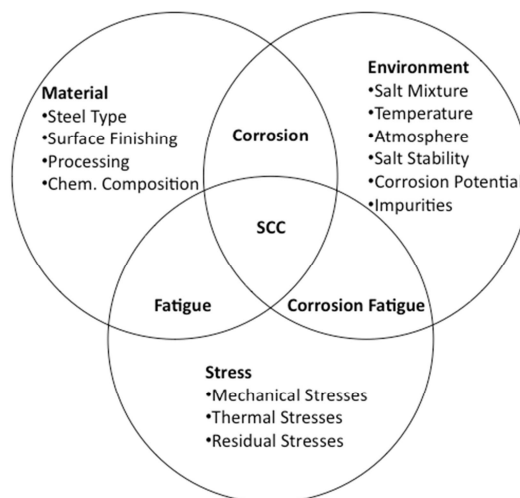 Material
•Steel Type
•Surface Finishing
•Processing
•Chem. Composition
Corrosion
Environment
•Salt Mixture
•Temperature
•Atmosphere
•Salt Stability
•Corrosion Potential
•Impurities
SCC
Fatigue
Corrosion Fatigue
Stress
•Mechanical Stresses
•Thermal Stresses
•Residual Stresses